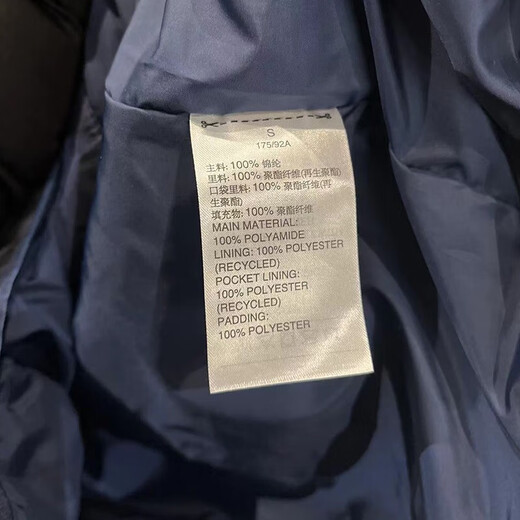 S
175/92A
主料: 100% 锦纶
里料: 100% 聚酯纤维(再生聚酯)
口袋里料: 100% 聚酯纤维(再
生聚酯)
填充物: 100% 聚酯纤维
MAIN MATERIAL:
100% POLYAMIDE
LINING: 100% POLYESTER
(RECYCLED)
POCKET LINING:
100% POLYESTER
(RECYCLED)
PADDING:
100% POLYESTER